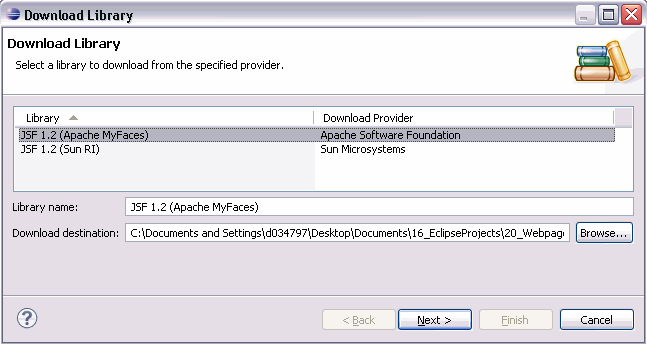 Download Library
Download Library
Select a library to download from the specified provider.
Library Download Provider
JSF 1.2 (Apache MyFaces) Apache Software Foundation
JSF 1.2 (Sun RI) Sun Microsystems
Library name: JSF 1.2 (Apache MyFaces)
Download destination: C:\Documents and Settings\d034797\Desktop\Documents\16_EclipseProjects\20_Webpage Browse...
? < Back Next > Finish Cancel